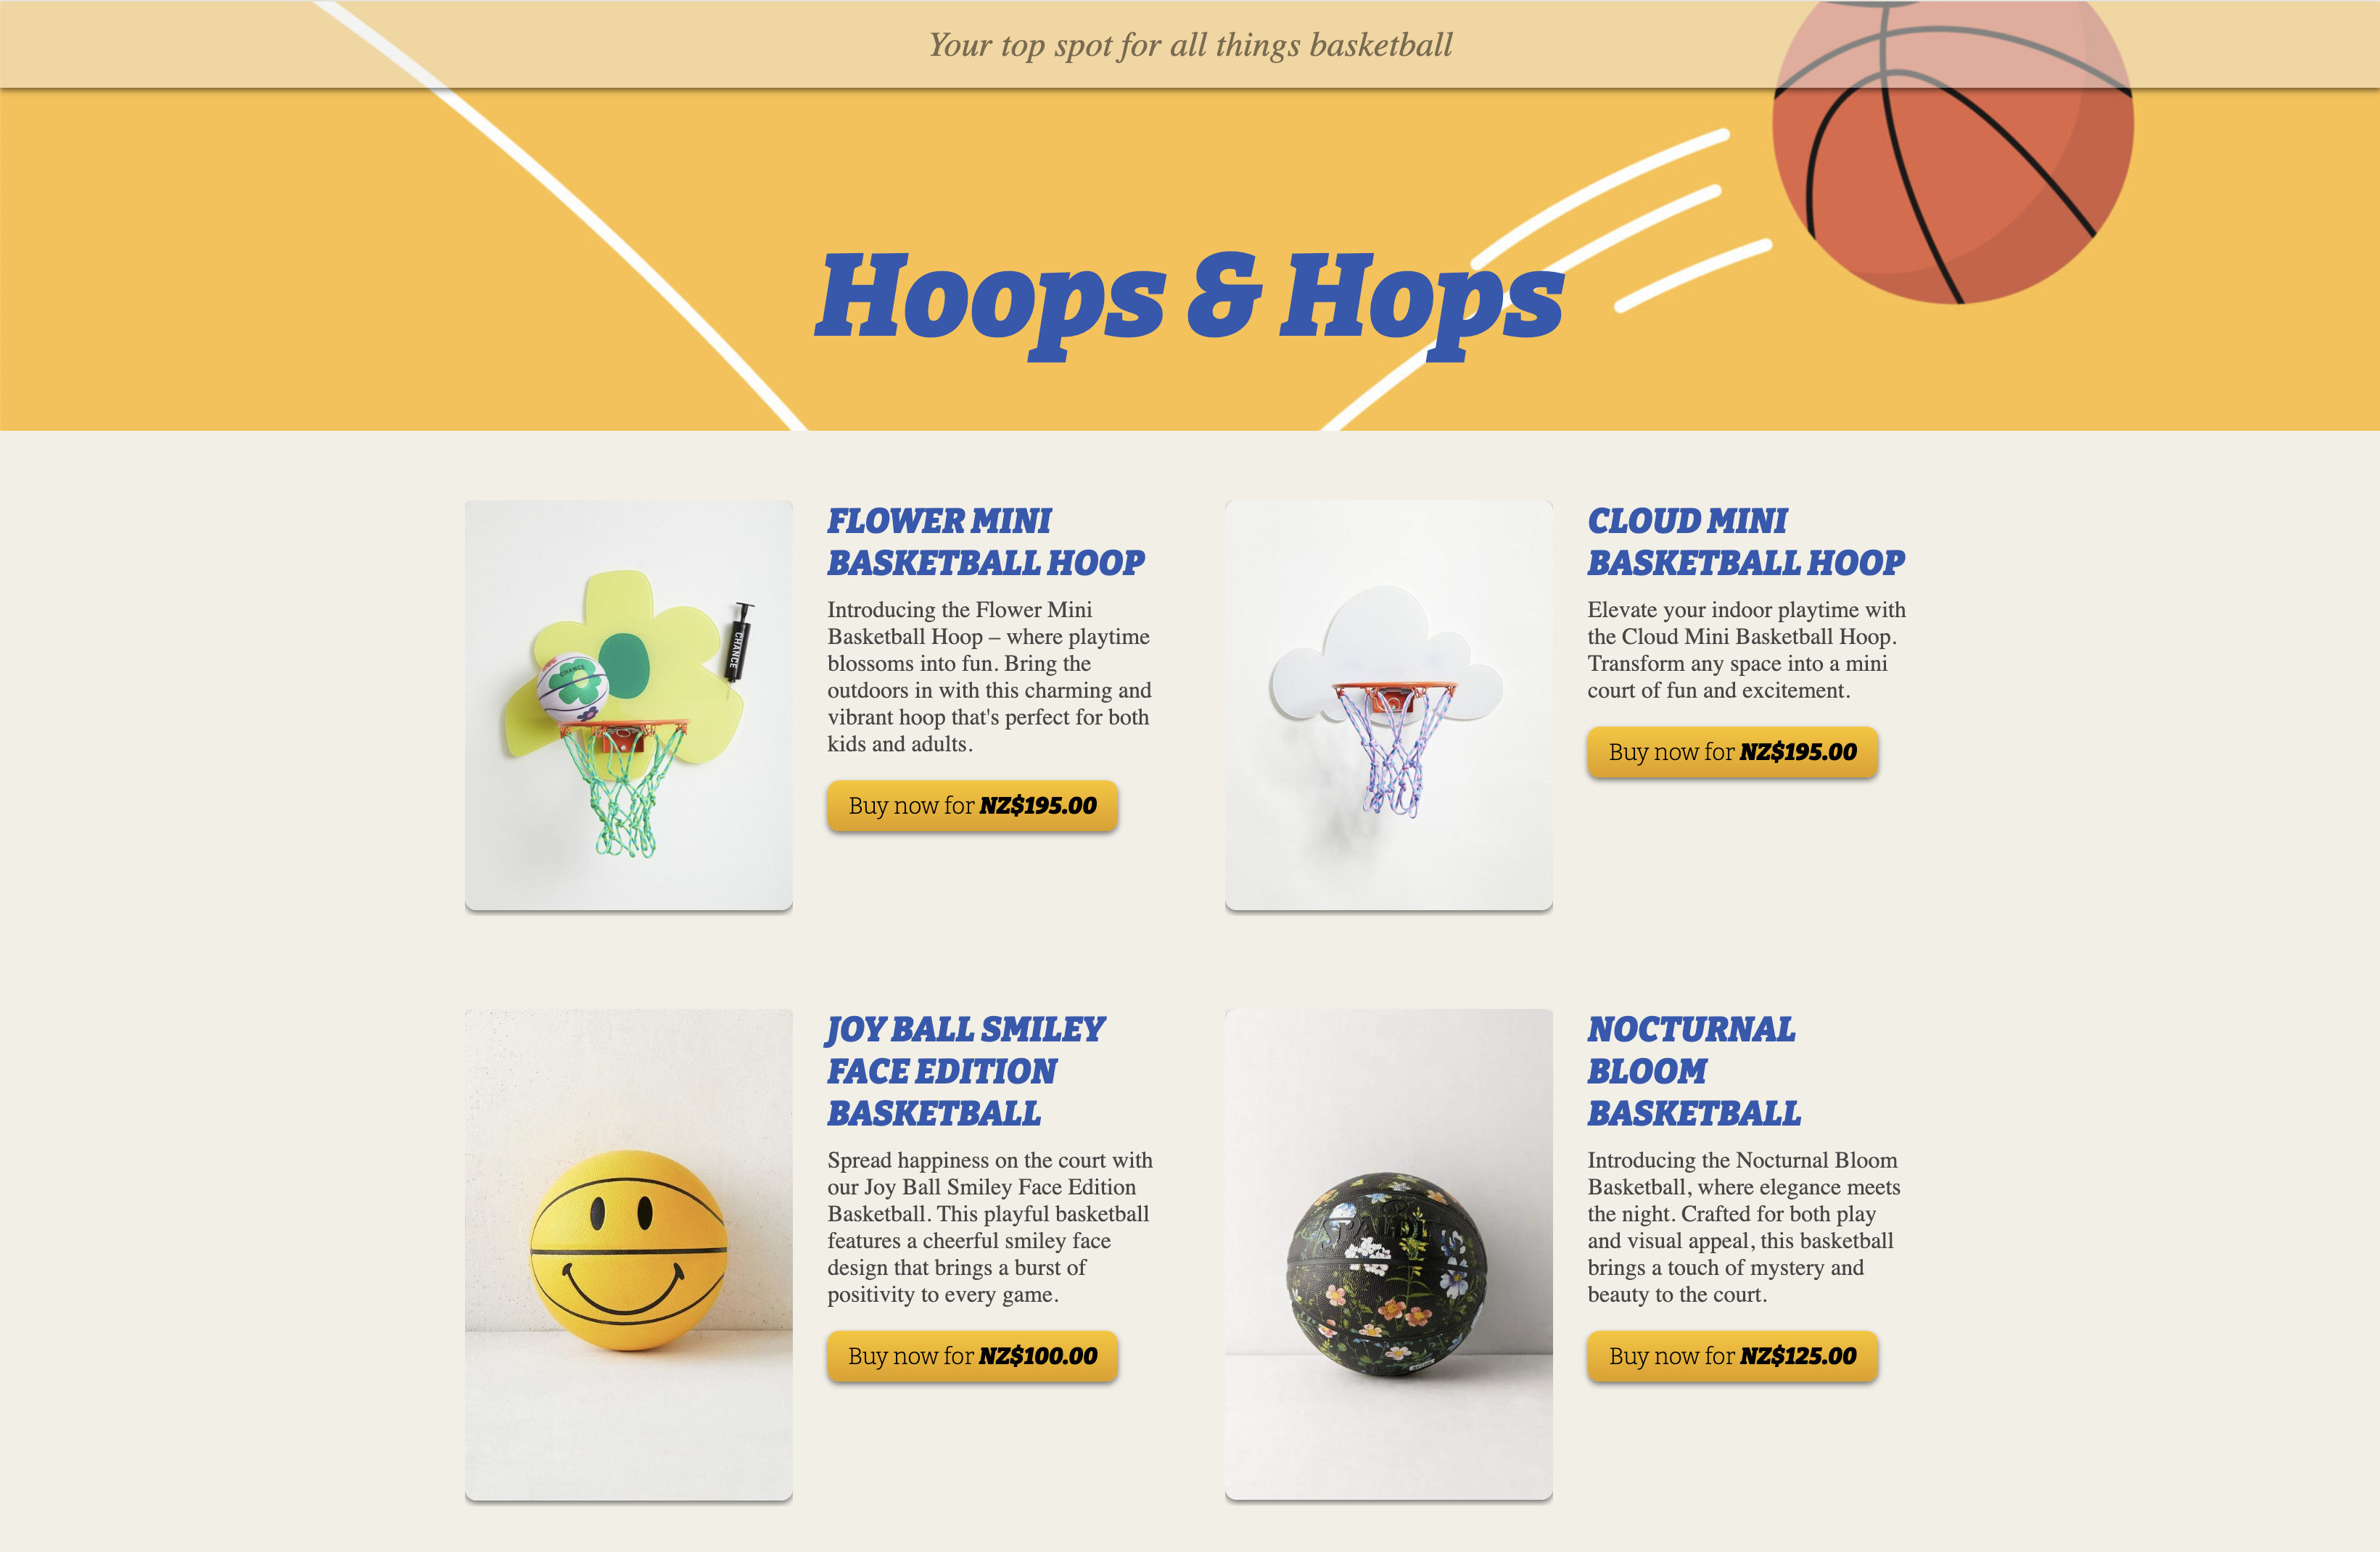 Your top spot for all things basketball
Hoops & Hops
FLOWER MINI
BASKETBALL HOOP
Introducing the Flower Mini
Basketball Hoop – where playtime
blossoms into fun. Bring the
outdoors in with this charming and
vibrant hoop that's perfect for both
kids and adults.
Buy now for NZ$195.00
CHANCE
CHANCE
CLOUD MINI
BASKETBALL HOOP
Elevate your indoor playtime with
the Cloud Mini Basketball Hoop.
Transform any space into a mini
court of fun and excitement.
Buy now for NZ$195.00
JOY BALL SMILEY
FACE EDITION
BASKETBALL
Spread happiness on the court with
our Joy Ball Smiley Face Edition
Basketball. This playful basketball
features a cheerful smiley face
design that brings a burst of
positivity to every game.
Buy now for NZ$100.00
NOCTURNAL
BLOOM
BASKETBALL
Introducing the Nocturnal Bloom
Basketball, where elegance meets
the night. Crafted for both play
and visual appeal, this basketball
brings a touch of mystery and
beauty to the court.
Buy now for NZ$125.00